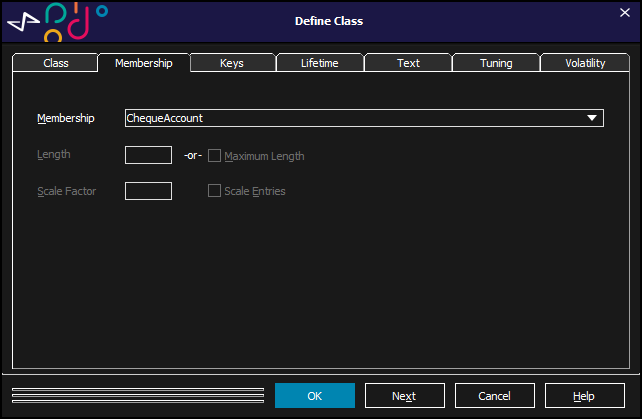 Define Class
Class Membership Keys Lifetime Text Tuning Volatility
Membership ChequeAccount
Length -or- Maximum Length
Scale Factor Scale Entries
OK Next Cancel Help